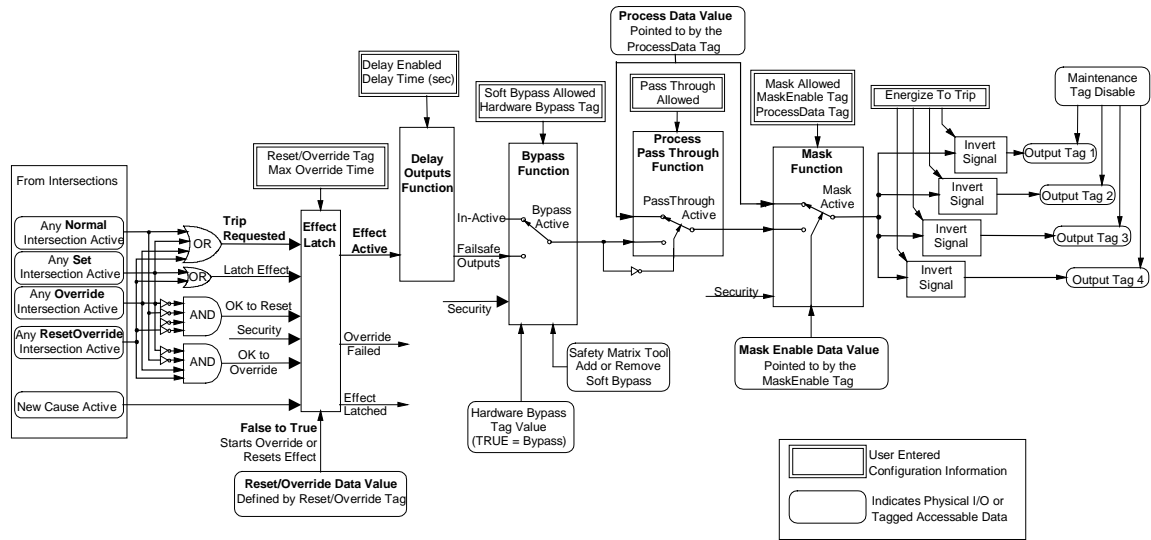 Process Data Value
Pointed to by the
ProcessData Tag
Delay Enabled
Delay Time (sec)
Soft Bypass Allowed
Hardware Bypass Tag
Pass Through
Allowed
Mask Allowed
MaskEnable Tag
ProcessData Tag
Energize To Trip
Maintenance
Tag Disable
Reset/Override Tag
Max Override Time
Delay
Outputs
Function
Bypass
Function
Process
Pass Through
Function
Mask
Function
Invert
Signal
Output Tag 1
Invert
Signal
Output Tag 2
Invert
Signal
Output Tag 3
Invert
Signal
Output Tag 4
From Intersections
Any Normal
Intersection Active
Any Set
Intersection Active
Any Override
Intersection Active
Any ResetOverride
Intersection Active
New Cause Active
OR
OR
AND
AND
Trip
Requested
Latch Effect
OK to Reset
Security
OK to
Override
Effect
Latch
Effect
Active
Override
Failed
Effect
Latched
In-Active
Bypass
Active
Failsafe
Outputs
Security
PassThrough
Active
Mask
Active
Security
False to True
Starts Override or
Resets Effect
Reset/Override Data Value
Defined by Reset/Override Tag
Hardware Bypass
Tag Value
(TRUE = Bypass)
Safety Matrix Tool
Add or Remove
Soft Bypass
Mask Enable Data Value
Pointed to by the
MaskEnable Tag
User Entered
Configuration Information
Indicates Physical I/O or
Tagged Accessable Data